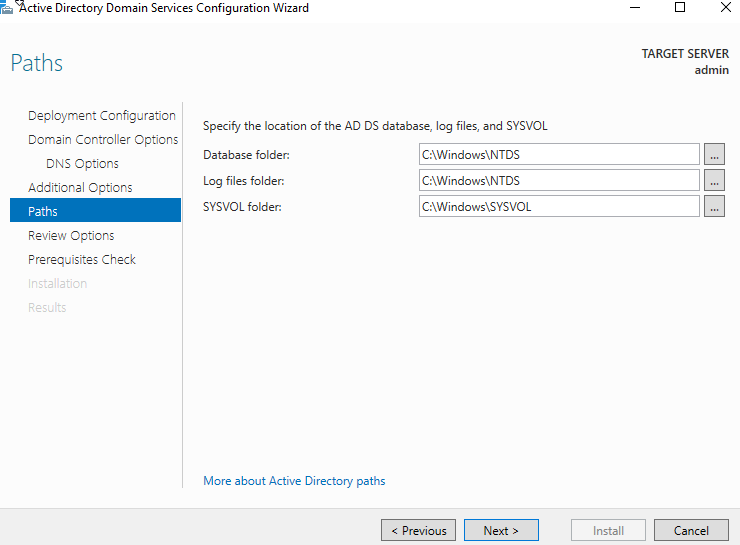 Active Directory Domain Services Configuration Wizard
Paths
TARGET SERVER
admin
Deployment Configuration
Domain Controller Options
DNS Options
Additional Options
Paths
Review Options
Prerequisites Check
Installation
Results
Specify the location of the AD DS database, log files, and SYSVOL
Database folder: C:\Windows\NTDS ...
Log files folder: C:\Windows\NTDS ...
SYSVOL folder: C:\Windows\SYSVOL ...
More about Active Directory paths
< Previous Next > Install Cancel